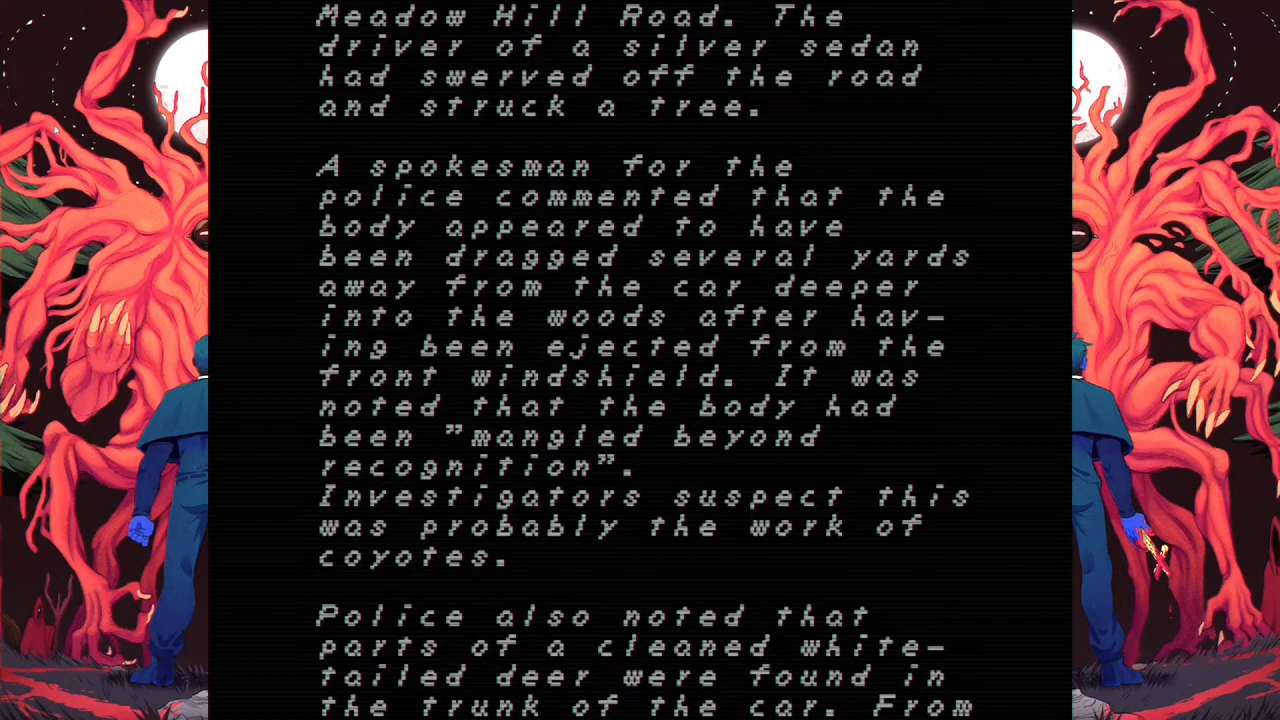 Meadow Hill Road. The
driver of a silver sedan
had swerved off the road
and struck a tree.
A spokesman for the
police commented that the
body appeared to have
been dragged several yards
away from the car deeper
into the woods after hav-
ing been ejected from the
front windshield. It was
noted that the body had
been "mangled beyond
recognition".
Investigators suspect this
was probably the work of
coyotes.
Police also noted that
parts of a cleaned white-
tailed deer were found in
the trunk of the car. From